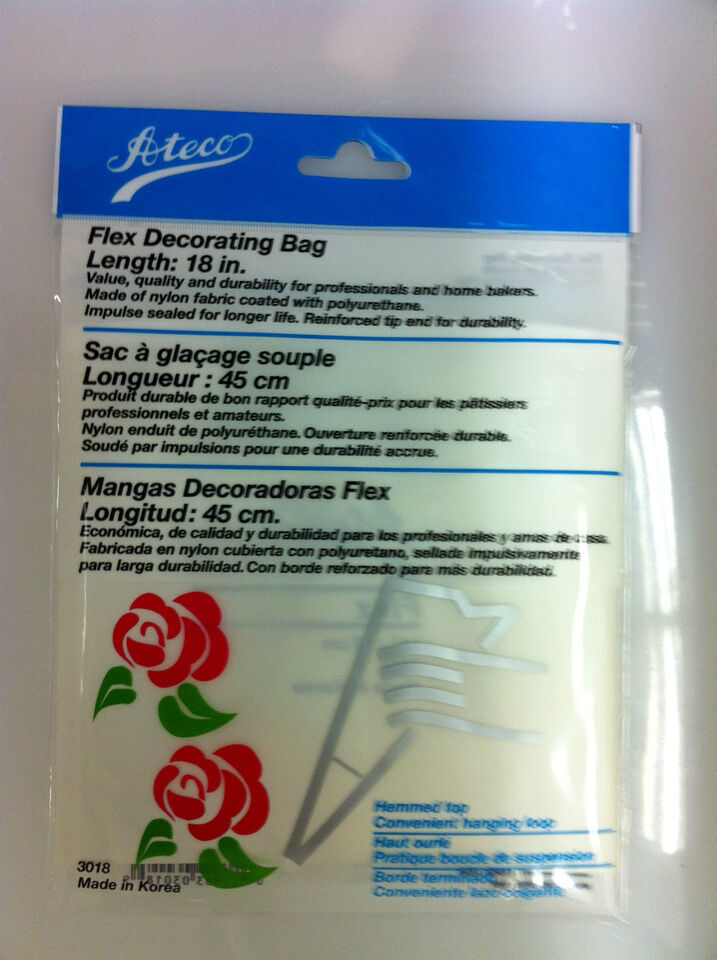 Ateco
Flex Decorating Bag
Length: 18 in.
Value, quality and durability for professionals and home bakers.
Made of nylon fabric coated with polyurethane.
Impulse sealed for longer life. Reinforced tip end for durability.
Sac à glaçage souple
Longueur : 45 cm
Produit durable de bon rapport qualité-prix pour les pâtissiers
professionnels et amateurs.
Nylon enduit de polyuréthane. Ouverture renforcée durable.
Soudé par impulsions pour une durabilité accrue.
Mangas Decoradoras Flex
Longitud: 45 cm.
Económica, de calidad y durabilidad para los profesionales y amas de casa.
Fabricada en nylon cubierta con polyuretano, sellada impulsivamente
para larga durabilidad. Con borde reforzado para más durabilidad.
Hemmed top
Convenient hanging loop
Haut ourlé
Pratique boucle de suspension
Borde terminado
Conveniente lazo colgante
3018
Made in Korea